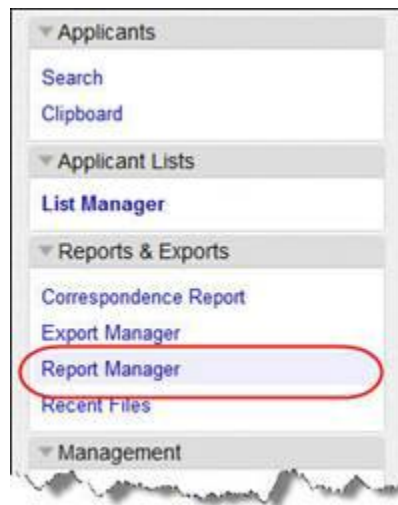 Applicants
Search
Clipboard
Applicant Lists
List Manager
Reports & Exports
Correspondence Report
Export Manager
Report Manager
Recent Files
Management